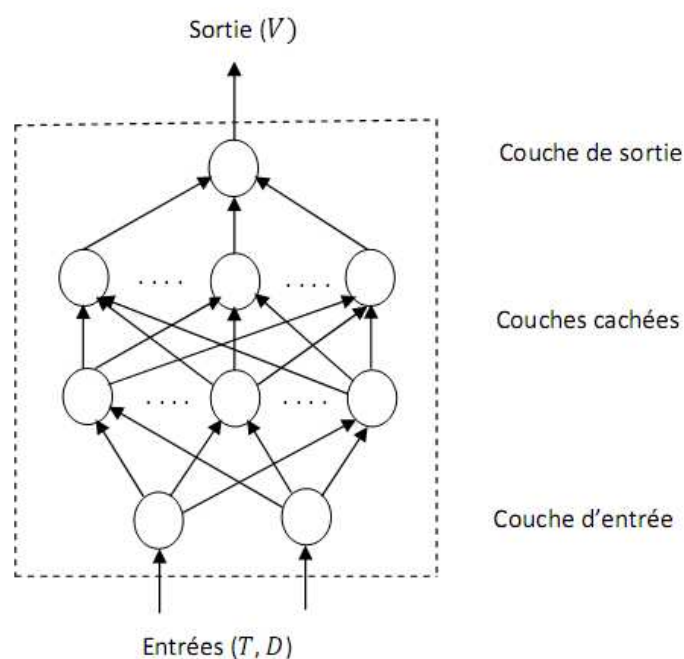 Sortie (V)
Couche de sortie
. . . . . . . .
Couches cachées
. . . . . . . .
Couche d’entrée
Entrées (T, D)